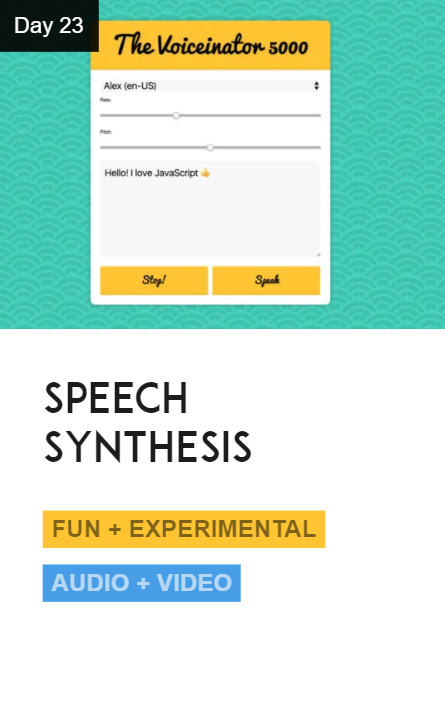 Day 23
The Voiceinator 5000
Alex (en-US)
Rate:
Pitch:
Hello! I love JavaScript 👍
Stop!
Speak
SPEECH
SYNTHESIS
FUN + EXPERIMENTAL
AUDIO + VIDEO